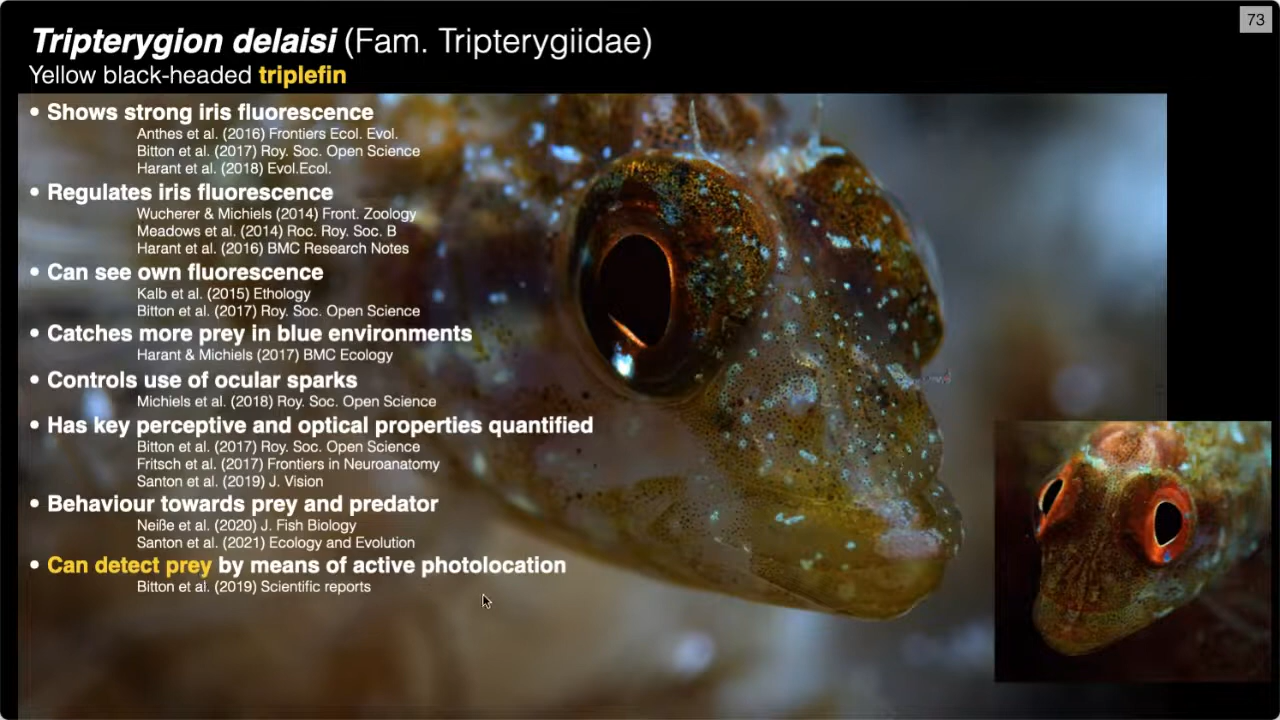 73
Tripterygion delaisi (Fam. Tripterygiidae)
Yellow black-headed triplefin
• Shows strong iris fluorescence
Anthes et al. (2016) Frontiers Ecol. Evol.
Bitton et al. (2017) Roy. Soc. Open Science
Harant et al. (2018) Evol.Ecol.
• Regulates iris fluorescence
Wucherer & Michiels (2014) Front. Zoology
Meadows et al. (2014) Roc. Roy. Soc. B
Harant et al. (2016) BMC Research Notes
• Can see own fluorescence
Kalb et al. (2015) Ethology
Bitton et al. (2017) Roy. Soc. Open Science
• Catches more prey in blue environments
Harant & Michiels (2017) BMC Ecology
• Controls use of ocular sparks
Michiels et al. (2018) Roy. Soc. Open Science
• Has key perceptive and optical properties quantified
Bitton et al. (2017) Roy. Soc. Open Science
Fritsch et al. (2017) Frontiers in Neuroanatomy
Santon et al. (2019) J. Vision
• Behaviour towards prey and predator
Neiße et al. (2020) J. Fish Biology
Santon et al. (2021) Ecology and Evolution
• Can detect prey by means of active photolocation
Bitton et al. (2019) Scientific reports